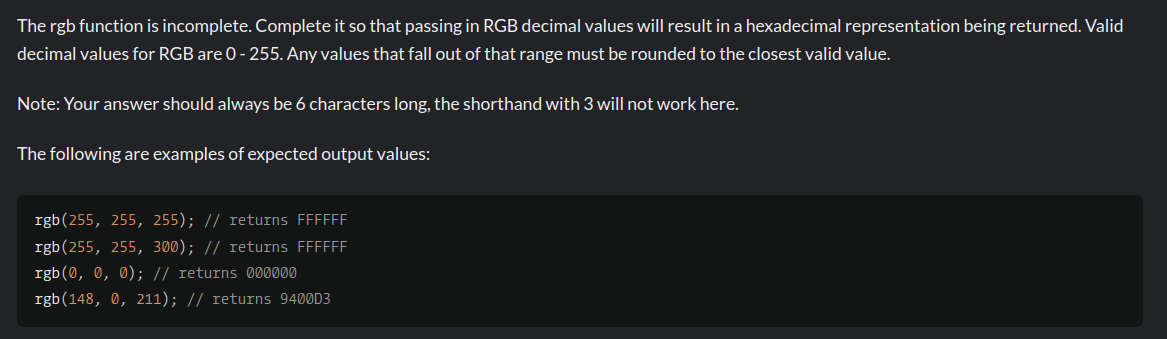 The rgb function is incomplete. Complete it so that passing in RGB decimal values will result in a hexadecimal representation being returned. Valid
decimal values for RGB are 0 - 255. Any values that fall out of that range must be rounded to the closest valid value.
Note: Your answer should always be 6 characters long, the shorthand with 3 will not work here.
The following are examples of expected output values:
rgb(255, 255, 255); // returns FFFFFF
rgb(255, 255, 300); // returns FFFFFF
rgb(0, 0, 0); // returns 000000
rgb(148, 0, 211); // returns 9400D3